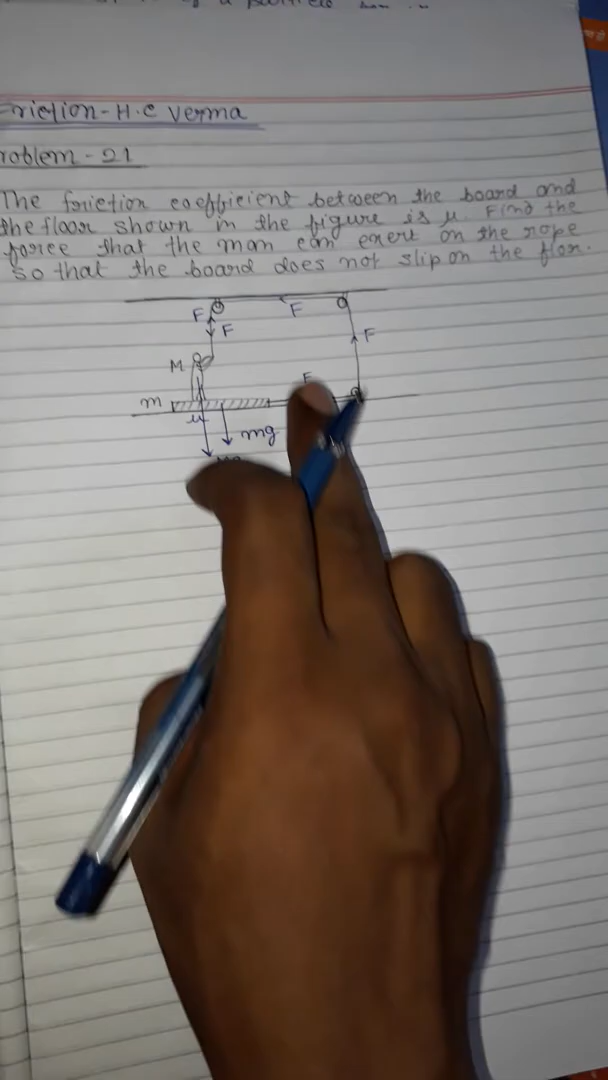 Friction-H.C Verma
roblem - 21
The friction coefficient between the board and
the floor shown in the figure is μ. Find the
force that the man can exert on the rope
so that the board does not slip on the flor.
F
F
F
F
M
F
m
μ
mg